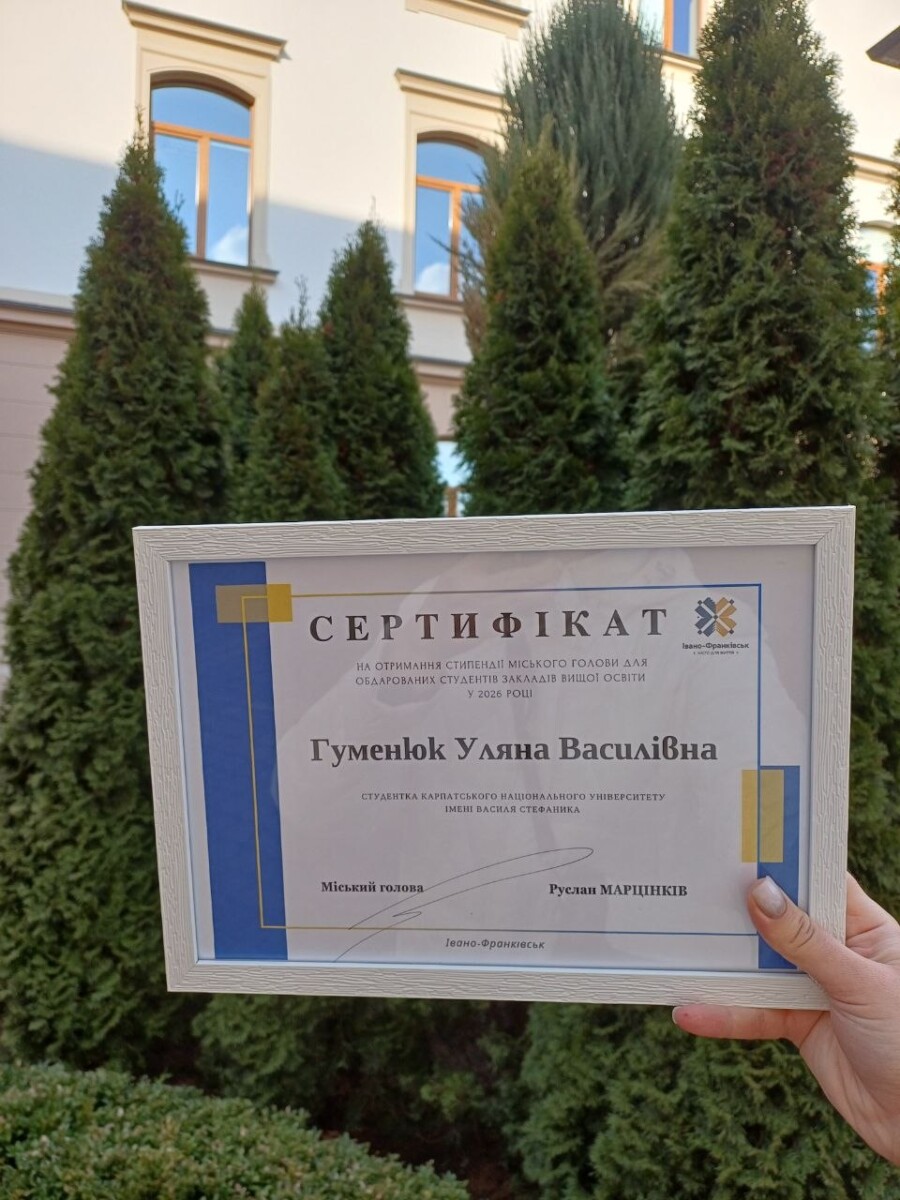 СЕРТИФІКАТ
Івано-Франківськ
НА ОТРИМАННЯ СТИПЕНДІЇ МІСЬКОГО ГОЛОВИ ДЛЯ
ОБДАРОВАНИХ СТУДЕНТІВ ЗАКЛАДІВ ВИЩОЇ ОСВІТИ
У 2026 РОЦІ
Гуменюк Уляна Василівна
СТУДЕНТКА КАРПАТСЬКОГО НАЦІОНАЛЬНОГО УНІВЕРСИТЕТУ
ІМЕНІ ВАСИЛЯ СТЕФАНИКА
Міський голова Руслан МАРЦІНКІВ
Івано-Франківськ